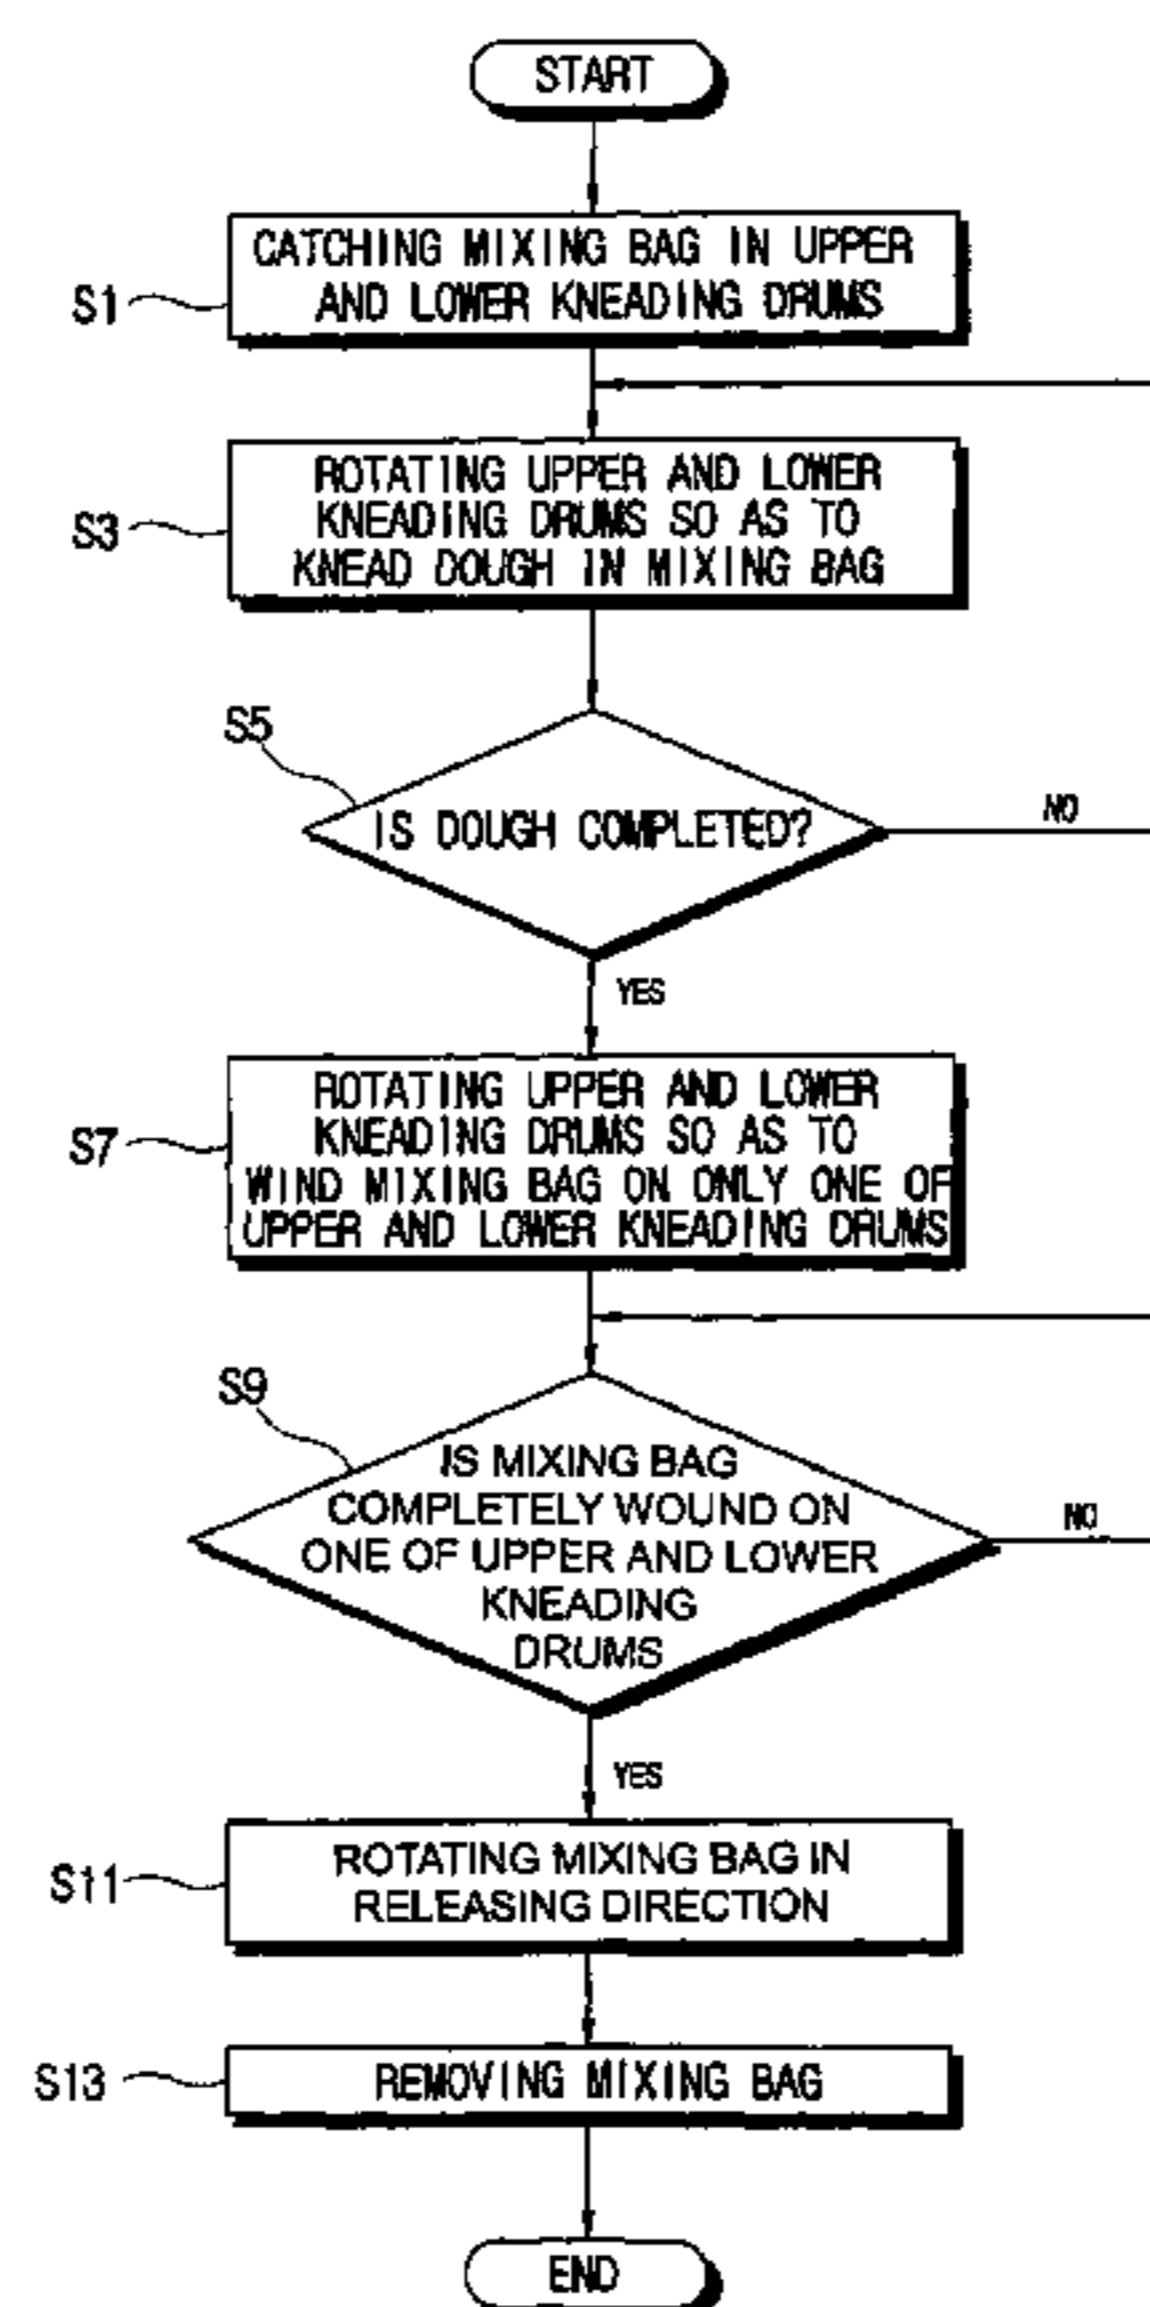 START
CATCHING MIXING BAG IN UPPER
AND LOWER KNEADING DRUMS
S1
ROTATING UPPER AND LOWER
KNEADING DRUMS SO AS TO
KNEAD DOUGH IN MIXING BAG
S3
S5
IS DOUGH COMPLETED?
NO
YES
ROTATING UPPER AND LOWER
KNEADING DRUMS SO AS TO
WIND MIXING BAG ON ONLY ONE OF
UPPER AND LOWER KNEADING DRUMS
S7
S9
IS MIXING BAG
COMPLETELY WOUND ON
ONE OF UPPER AND LOWER
KNEADING
DRUMS
NO
YES
ROTATING MIXING BAG IN
RELEASING DIRECTION
S11
S13
REMOVING MIXING BAG
END